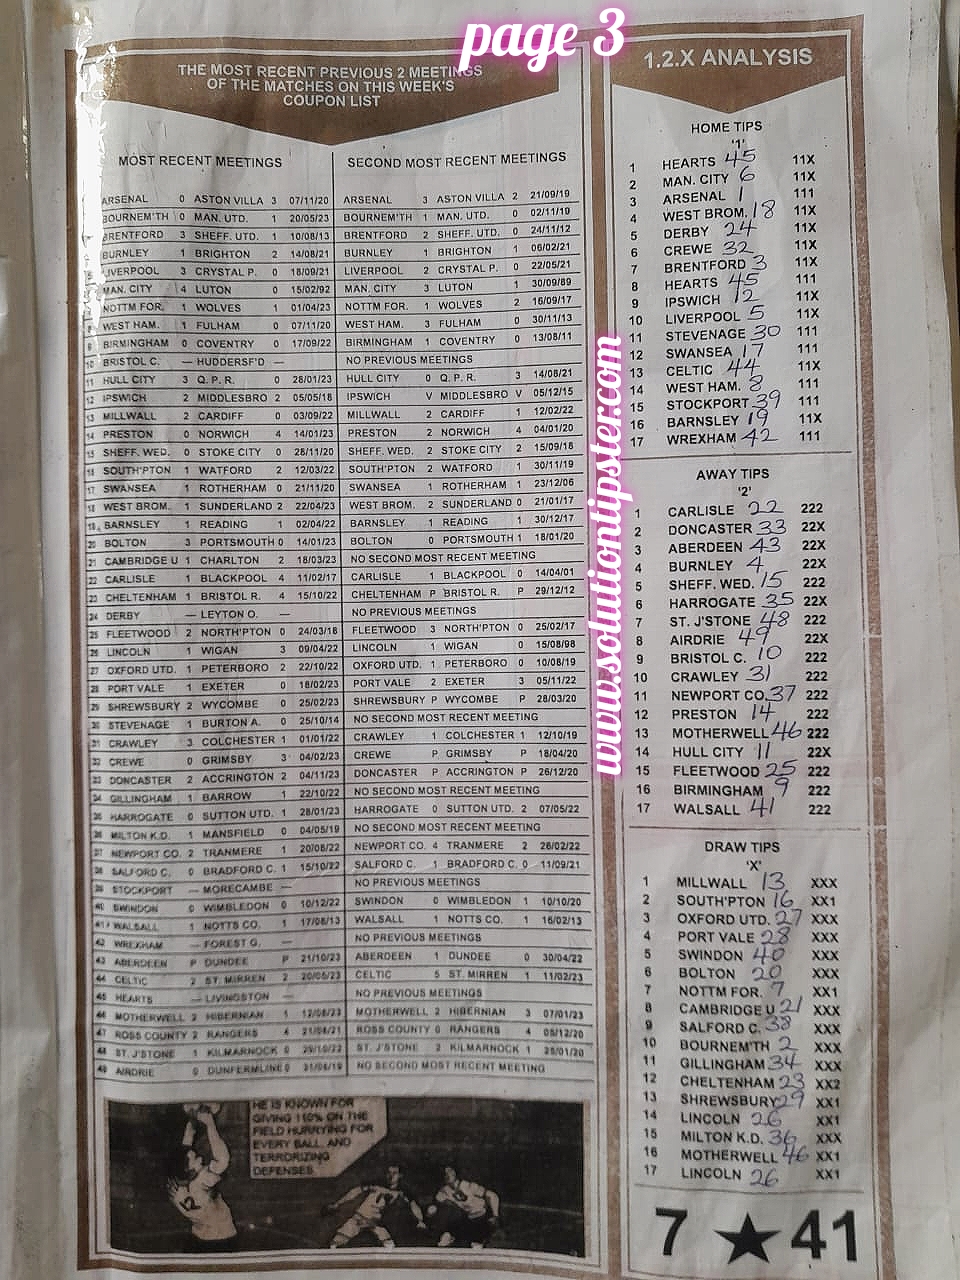 page 3
THE MOST RECENT PREVIOUS 2 MEETINGS
OF THE MATCHES ON THIS WEEK'S
COUPON LIST
MOST RECENT MEETINGS SECOND MOST RECENT MEETINGS
ARSENAL 0 ASTON VILLA 3 07/11/20 ARSENAL 3 ASTON VILLA 2 21/09/19
BOURNEM'TH 0 MAN. UTD. 1 20/05/23 BOURNEM'TH 1 MAN. UTD. 0 02/11/19
BRENTFORD 3 SHEFF. UTD. 1 10/08/13 BRENTFORD 2 SHEFF. UTD. 0 24/11/12
BURNLEY 1 BRIGHTON 2 14/08/21 BURNLEY 1 BRIGHTON 1 06/02/21
LIVERPOOL 3 CRYSTAL P. 0 18/09/21 LIVERPOOL 2 CRYSTAL P. 0 22/05/21
MAN. CITY 4 LUTON 0 15/02/92 MAN. CITY 3 LUTON 1 30/09/89
NOTTM FOR. 1 WOLVES 1 01/04/23 NOTTM FOR. 1 WOLVES 2 16/09/17
8 WEST HAM. 1 FULHAM 0 07/11/20 WEST HAM. 3 FULHAM 0 30/11/13
9 BIRMINGHAM 0 COVENTRY 0 17/09/22 BIRMINGHAM 1 COVENTRY 0 13/08/11
10 BRISTOL C. — HUDDERSF'D — NO PREVIOUS MEETINGS
11 HULL CITY 3 Q. P. R. 0 28/01/23 HULL CITY 0 Q. P. R. 3 14/08/21
12 IPSWICH 2 MIDDLESBRO 2 05/05/18 IPSWICH V MIDDLESBRO V 05/12/15
13 MILLWALL 2 CARDIFF 0 03/09/22 MILLWALL 2 CARDIFF 1 12/02/22
14 PRESTON 0 NORWICH 4 14/01/23 PRESTON 2 NORWICH 4 04/01/20
15 SHEFF. WED. 0 STOKE CITY 0 28/11/20 SHEFF. WED. 2 STOKE CITY 2 15/09/18
16 SOUTH'PTON 1 WATFORD 2 12/03/22 SOUTH'PTON 2 WATFORD 1 30/11/19
17 SWANSEA 1 ROTHERHAM 0 21/11/20 SWANSEA 1 ROTHERHAM 1 23/12/06
18 WEST BROM. 1 SUNDERLAND 2 22/04/23 WEST BROM. 2 SUNDERLAND 0 21/01/17
19 BARNSLEY 1 READING 1 02/04/22 BARNSLEY 1 READING 1 30/12/17
20 BOLTON 3 PORTSMOUTH 0 14/01/23 BOLTON 0 PORTSMOUTH 1 18/01/20
21 CAMBRIDGE U 1 CHARLTON 2 18/03/23 NO SECOND MOST RECENT MEETING
22 CARLISLE 1 BLACKPOOL 4 11/02/17 CARLISLE 1 BLACKPOOL 0 14/04/01
23 CHELTENHAM 1 BRISTOL R. 4 15/10/22 CHELTENHAM P BRISTOL R. P 29/12/12
24 DERBY — LEYTON O. — NO PREVIOUS MEETINGS
25 FLEETWOOD 2 NORTH'PTON 0 24/03/18 FLEETWOOD 3 NORTH'PTON 0 25/02/17
26 LINCOLN 1 WIGAN 3 09/04/22 LINCOLN 1 WIGAN 0 15/08/98
27 OXFORD UTD. 1 PETERBORO 2 22/10/22 OXFORD UTD. 1 PETERBORO 0 10/08/19
28 PORT VALE 1 EXETER 0 18/02/23 PORT VALE 2 EXETER 3 05/11/22
29 SHREWSBURY 2 WYCOMBE 0 25/02/23 SHREWSBURY P WYCOMBE P 28/03/20
30 STEVENAGE 1 BURTON A. 0 25/10/14 NO SECOND MOST RECENT MEETING
31 CRAWLEY 3 COLCHESTER 1 01/01/22 CRAWLEY 1 COLCHESTER 1 12/10/19
32 CREWE 0 GRIMSBY 3 04/02/23 CREWE P GRIMSBY P 18/04/20
33 DONCASTER 2 ACCRINGTON 2 04/11/23 DONCASTER P ACCRINGTON P 26/12/20
34 GILLINGHAM 1 BARROW 1 22/10/22 NO SECOND MOST RECENT MEETING
35 HARROGATE 0 SUTTON UTD. 1 28/01/23 HARROGATE 0 SUTTON UTD. 2 07/05/22
36 MILTON K.D. 1 MANSFIELD 0 04/05/19 NO SECOND MOST RECENT MEETING
37 NEWPORT CO. 2 TRANMERE 1 20/08/22 NEWPORT CO. 4 TRANMERE 2 26/02/22
38 SALFORD C. 0 BRADFORD C. 1 15/10/22 SALFORD C. 1 BRADFORD C. 0 11/09/21
39 STOCKPORT — MORECAMBE — NO PREVIOUS MEETINGS
40 SWINDON 0 WIMBLEDON 0 10/12/22 SWINDON 0 WIMBLEDON 1 10/10/20
41 WALSALL 1 NOTTS CO. 1 17/08/13 WALSALL 1 NOTTS CO. 1 16/02/13
42 WREXHAM — FOREST G. — NO PREVIOUS MEETINGS
43 ABERDEEN P DUNDEE P 21/10/23 ABERDEEN 1 DUNDEE 0 30/04/22
44 CELTIC 2 ST. MIRREN 2 20/05/23 CELTIC 5 ST. MIRREN 1 11/02/23
45 HEARTS — LIVINGSTON — NO PREVIOUS MEETINGS
46 MOTHERWELL 2 HIBERNIAN 1 12/08/23 MOTHERWELL 2 HIBERNIAN 3 07/01/23
47 ROSS COUNTY 2 RANGERS 4 21/08/21 ROSS COUNTY 0 RANGERS 4 06/12/20
48 ST. J'STONE 1 KILMARNOCK 0 29/10/22 ST. J'STONE 2 KILMARNOCK 1 25/01/20
49 AIRDRIE 0 DUNFERMLINE 0 31/08/19 NO SECOND MOST RECENT MEETING
HE IS KNOWN FOR
GIVING 110% ON THE
FIELD HURRYING FOR
EVERY BALL, AND
TERRORIZING
DEFENSES.
12
www.solutiontipster.com
1.2.X ANALYSIS
HOME TIPS
'1'
1 HEARTS 45 11X
2 MAN. CITY 6 11X
3 ARSENAL 1 111
4 WEST BROM. 18 11X
5 DERBY 24 11X
6 CREWE 32 11X
7 BRENTFORD 3 11X
8 HEARTS 45 111
9 IPSWICH 12 11X
10 LIVERPOOL 5 11X
11 STEVENAGE 30 111
12 SWANSEA 17 111
13 CELTIC 44 11X
14 WEST HAM. 8 111
15 STOCKPORT 39 111
16 BARNSLEY 19 11X
17 WREXHAM 42 111
AWAY TIPS
'2'
1 CARLISLE 22 222
2 DONCASTER 33 22X
3 ABERDEEN 43 22X
4 BURNLEY 4 22X
5 SHEFF. WED. 15 222
6 HARROGATE 35 22X
7 ST. J'STONE 48 222
8 AIRDRIE 49 22X
9 BRISTOL C. 10 222
10 CRAWLEY 31 222
11 NEWPORT CO. 37 222
12 PRESTON 14 222
13 MOTHERWELL 46 222
14 HULL CITY 11 22X
15 FLEETWOOD 25 222
16 BIRMINGHAM 9 222
17 WALSALL 41 222
DRAW TIPS
'X'
1 MILLWALL 13 XXX
2 SOUTH'PTON 16 XX1
3 OXFORD UTD. 27 XXX
4 PORT VALE 28 XXX
5 SWINDON 40 XXX
6 BOLTON 20 XXX
7 NOTTM FOR. 7 XX1
8 CAMBRIDGE U 21 XXX
9 SALFORD C. 38 XXX
10 BOURNEM'TH 2 XXX
11 GILLINGHAM 34 XXX
12 CHELTENHAM 23 XX2
13 SHREWSBURY 29 XX1
14 LINCOLN 26 XX1
15 MILTON K.D. 36 XXX
16 MOTHERWELL 46 XX1
17 LINCOLN 26 XX1
7 ★ 41